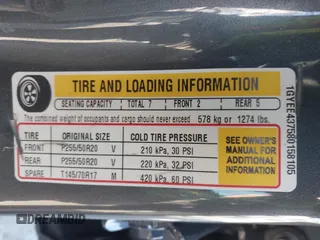 TIRE AND LOADING INFORMATION
SEATING CAPACITY TOTAL 7 FRONT 2 REAR 5
The combined weight of occupants and cargo should never exceed 578 kg or 1274 lbs.
TIRE ORIGINAL SIZE COLD TIRE PRESSURE
FRONT P255/50R20 V 210 kPa, 30 PSI
REAR P255/50R20 V 220 kPa, 32 PSI
SPARE T145/70R17 M 420 kPa, 60 PSI
SEE OWNER'S
MANUAL FOR
ADDITIONAL
INFORMATION
1GYEE437580158105
DREAMBID